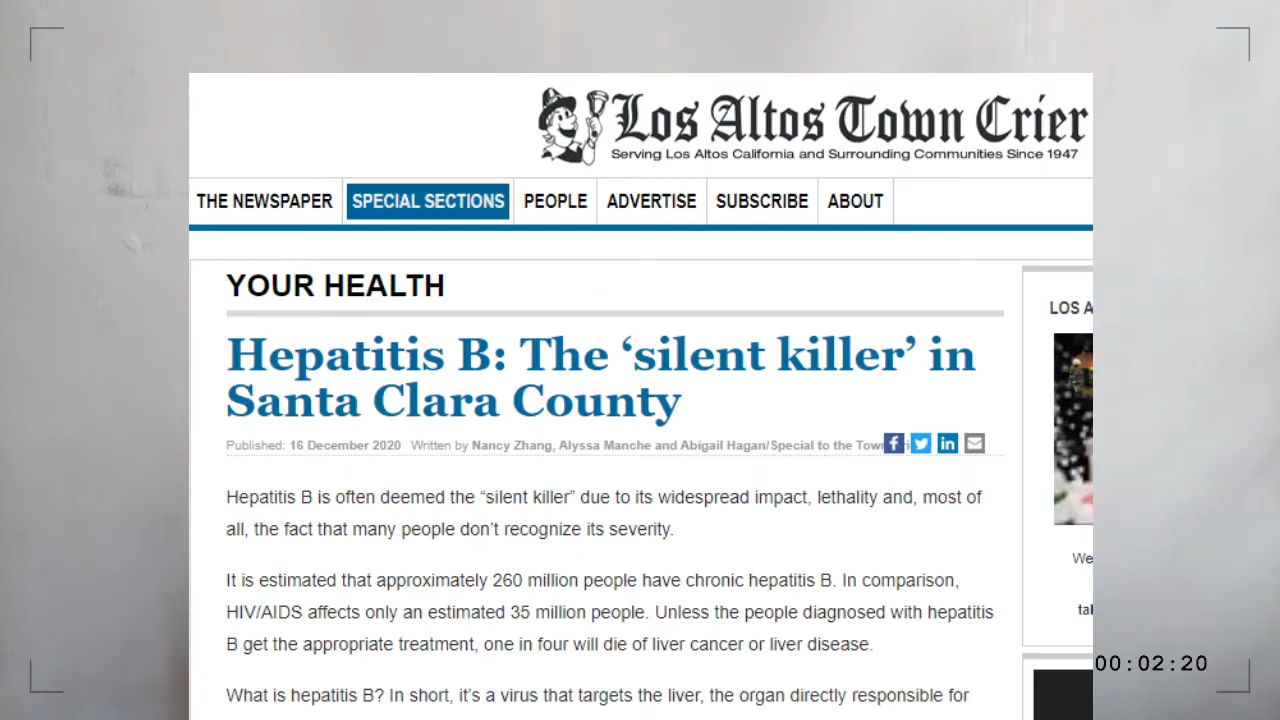 Los Altos Town Crier
Serving Los Altos California and Surrounding Communities Since 1947
THE NEWSPAPER SPECIAL SECTIONS PEOPLE ADVERTISE SUBSCRIBE ABOUT
YOUR HEALTH
Hepatitis B: The ‘silent killer’ in
Santa Clara County
Published: 16 December 2020 Written by Nancy Zhang, Alyssa Manche and Abigail Hagan/Special to the Town
Hepatitis B is often deemed the “silent killer” due to its widespread impact, lethality and, most of
all, the fact that many people don’t recognize its severity.
It is estimated that approximately 260 million people have chronic hepatitis B. In comparison,
HIV/AIDS affects only an estimated 35 million people. Unless the people diagnosed with hepatitis
B get the appropriate treatment, one in four will die of liver cancer or liver disease.
What is hepatitis B? In short, it’s a virus that targets the liver, the organ directly responsible for
LOS A
We
tal
00:02:20